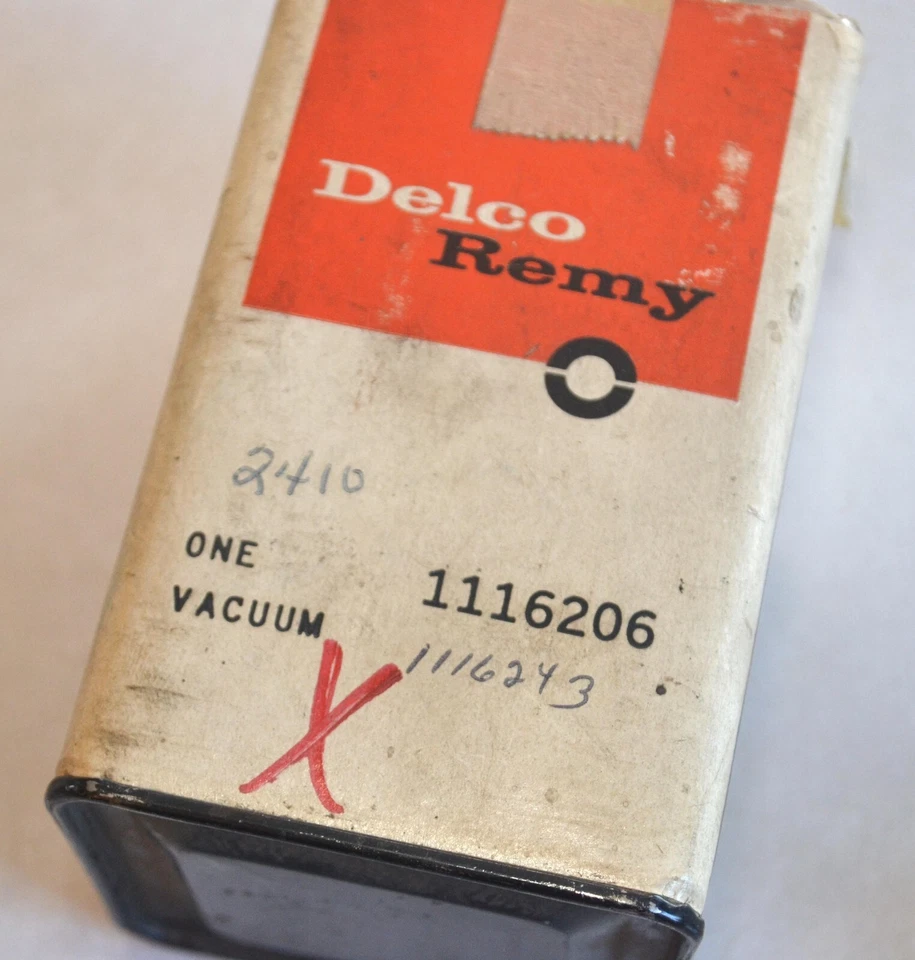 Delco
Remy
2410
ONE
VACUUM
1116206
1116243
X